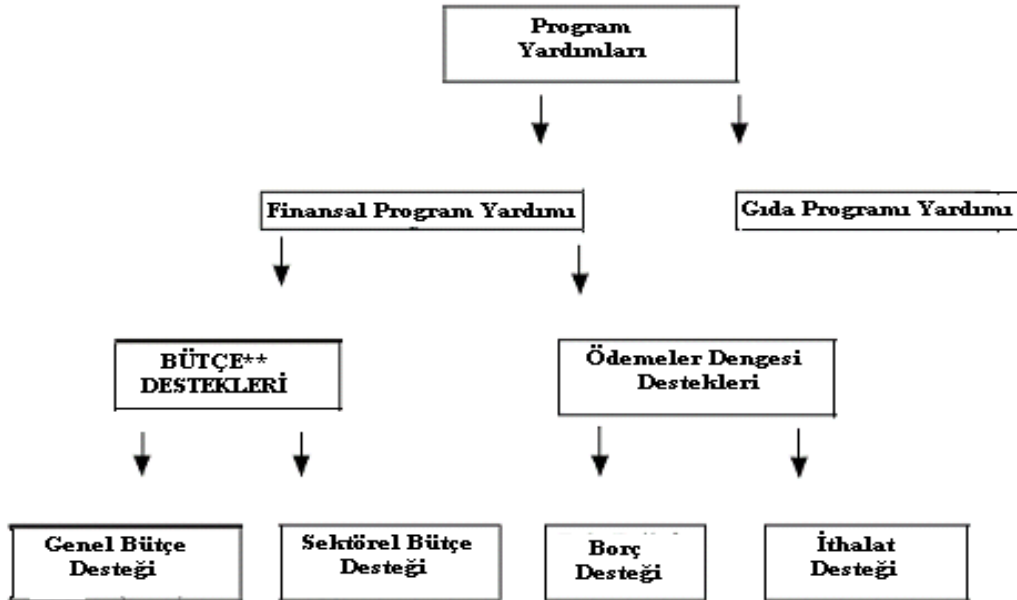 Program
Yardımları
Finansal Program Yardımı
Gıda Programı Yardımı
BÜTÇE**
DESTEKLERİ
Ödemeler Dengesi
Destekleri
Genel Bütçe
Desteği
Sektörel Bütçe
Desteği
Borç
Desteği
İthalat
Desteği